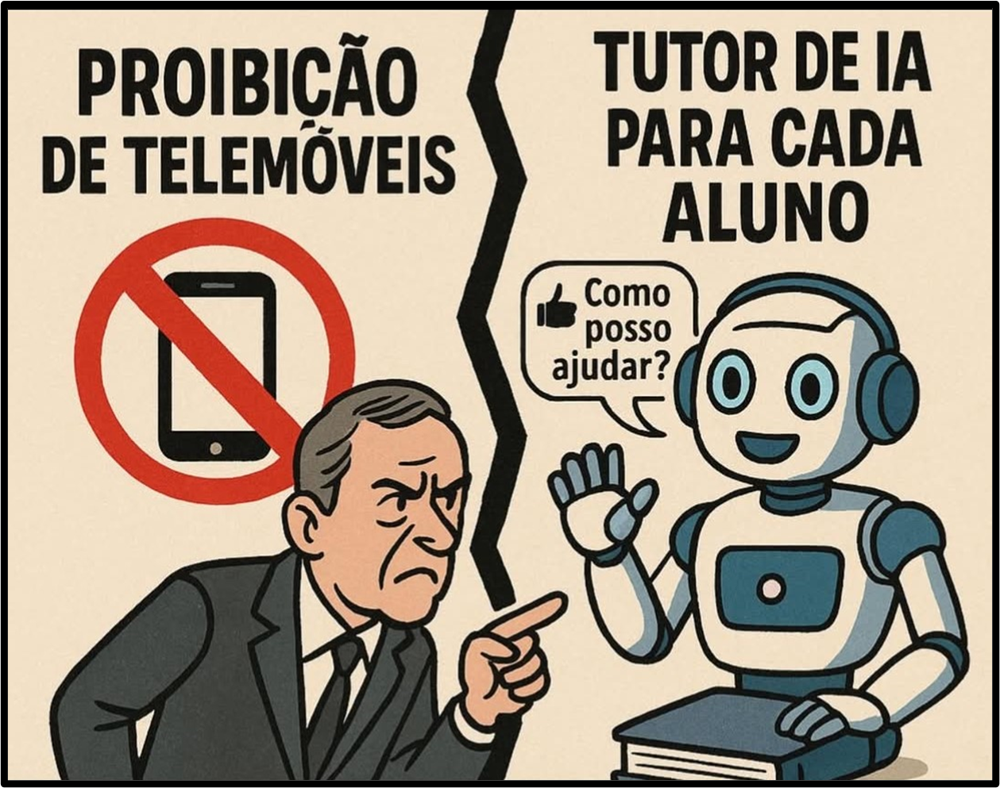 PROIBIÇÃO
DE TELEMÕVEIS
TUTOR DE IA
PARA CADA
ALUNO
Como
posso
ajudar?